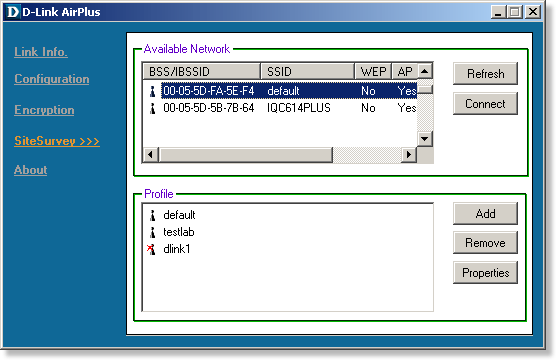 D-Link AirPlus
Link Info.
Configuration
Encryption
SiteSurvey >>>
About
Available Network
BSS/IBSSID SSID WEP AP
00-05-5D-FA-5E-F4 default No Yes
00-05-5D-5B-7B-64 IQC614PLUS No Yes
Refresh
Connect
Profile
default
testlab
dlink1
Add
Remove
Properties